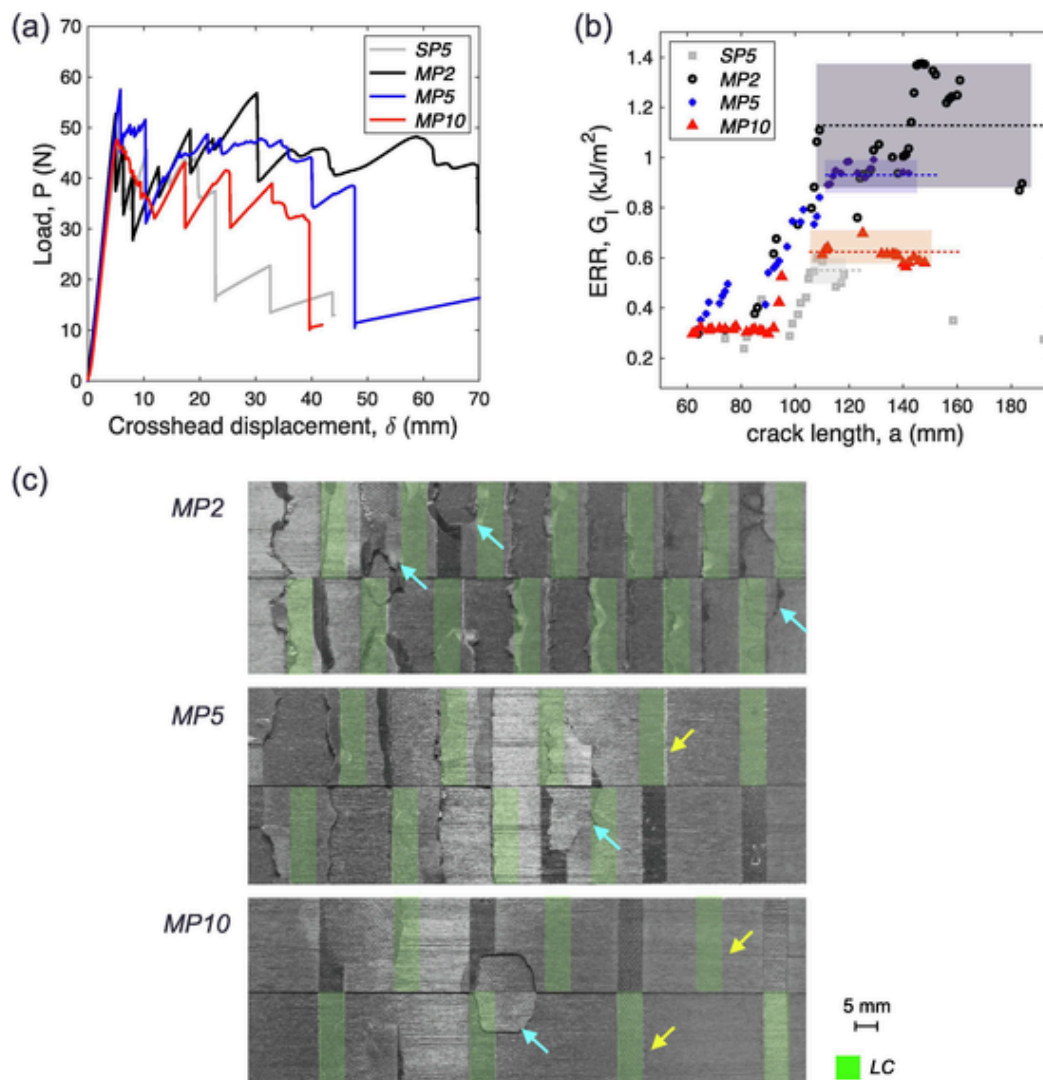 (a)
70
60
50
40
30
20
10
0
Load, P (N)
0 10 20 30 40 50 60 70
Crosshead displacement, δ (mm)
SP5
MP2
MP5
MP10
(b)
1.4
1.2
1
0.8
0.6
0.4
0.2
ERR, G_I (kJ/m²)
60 80 100 120 140 160 180
crack length, a (mm)
SP5
MP2
MP5
MP10
(c)
MP2
MP5
MP10
5 mm
LC